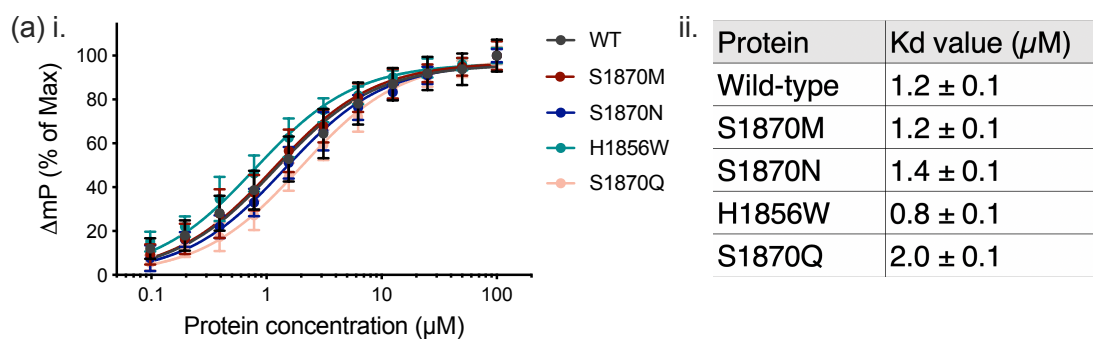 (a) i.
ΔmP (% of Max)
100
80
60
40
20
0
0.1 1 10 100
Protein concentration (μM)
WT
S1870M
S1870N
H1856W
S1870Q
ii.
Protein Kd value (μM)
Wild-type 1.2 ± 0.1
S1870M 1.2 ± 0.1
S1870N 1.4 ± 0.1
H1856W 0.8 ± 0.1
S1870Q 2.0 ± 0.1